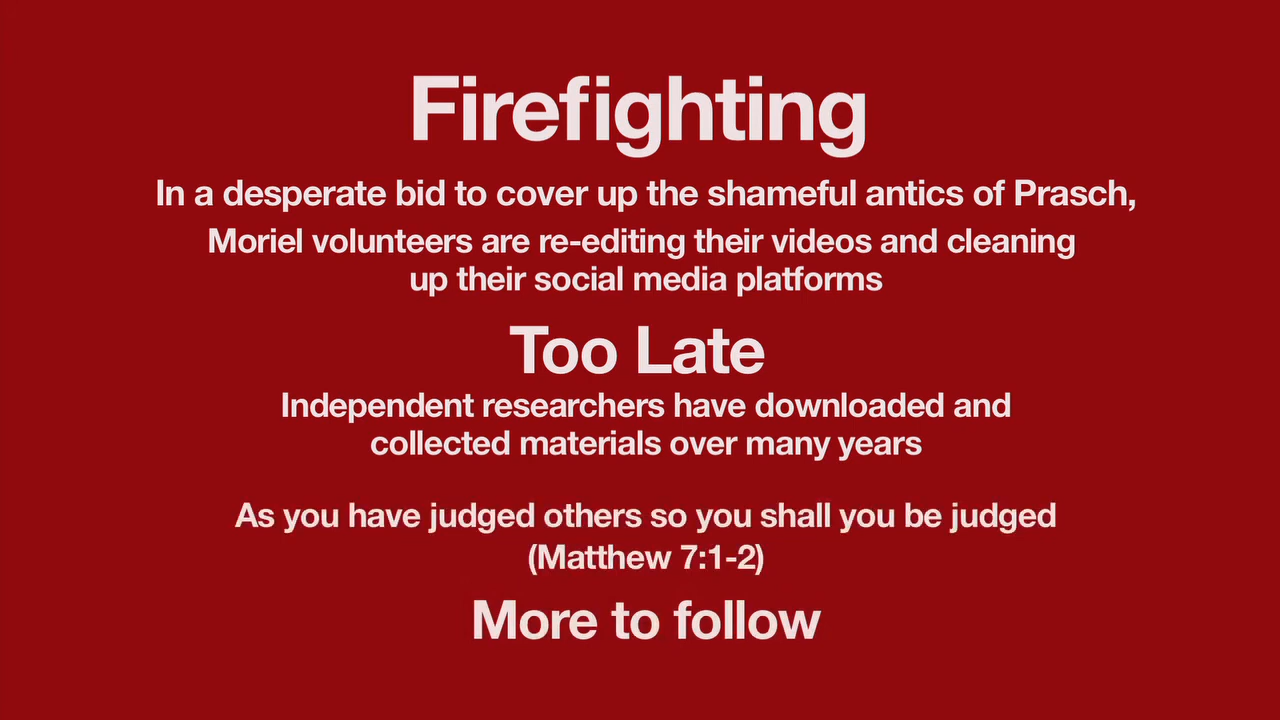 Firefighting
In a desperate bid to cover up the shameful antics of Prasch,
Moriel volunteers are re-editing their videos and cleaning
up their social media platforms
Too Late
Independent researchers have downloaded and
collected materials over many years
As you have judged others so you shall you be judged
(Matthew 7:1-2)
More to follow